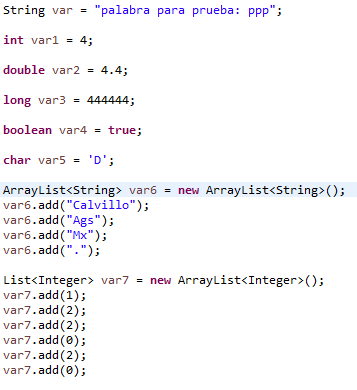 String var = "palabra para prueba: ppp";
int var1 = 4;
double var2 = 4.4;
long var3 = 444444;
boolean var4 = true;
char var5 = 'D';
ArrayList<String> var6 = new ArrayList<String>();
var6.add("Calvillo");
var6.add("Ags");
var6.add("Mx");
var6.add(".");
List<Integer> var7 = new ArrayList<Integer>();
var7.add(1);
var7.add(2);
var7.add(2);
var7.add(0);
var7.add(2);
var7.add(0);